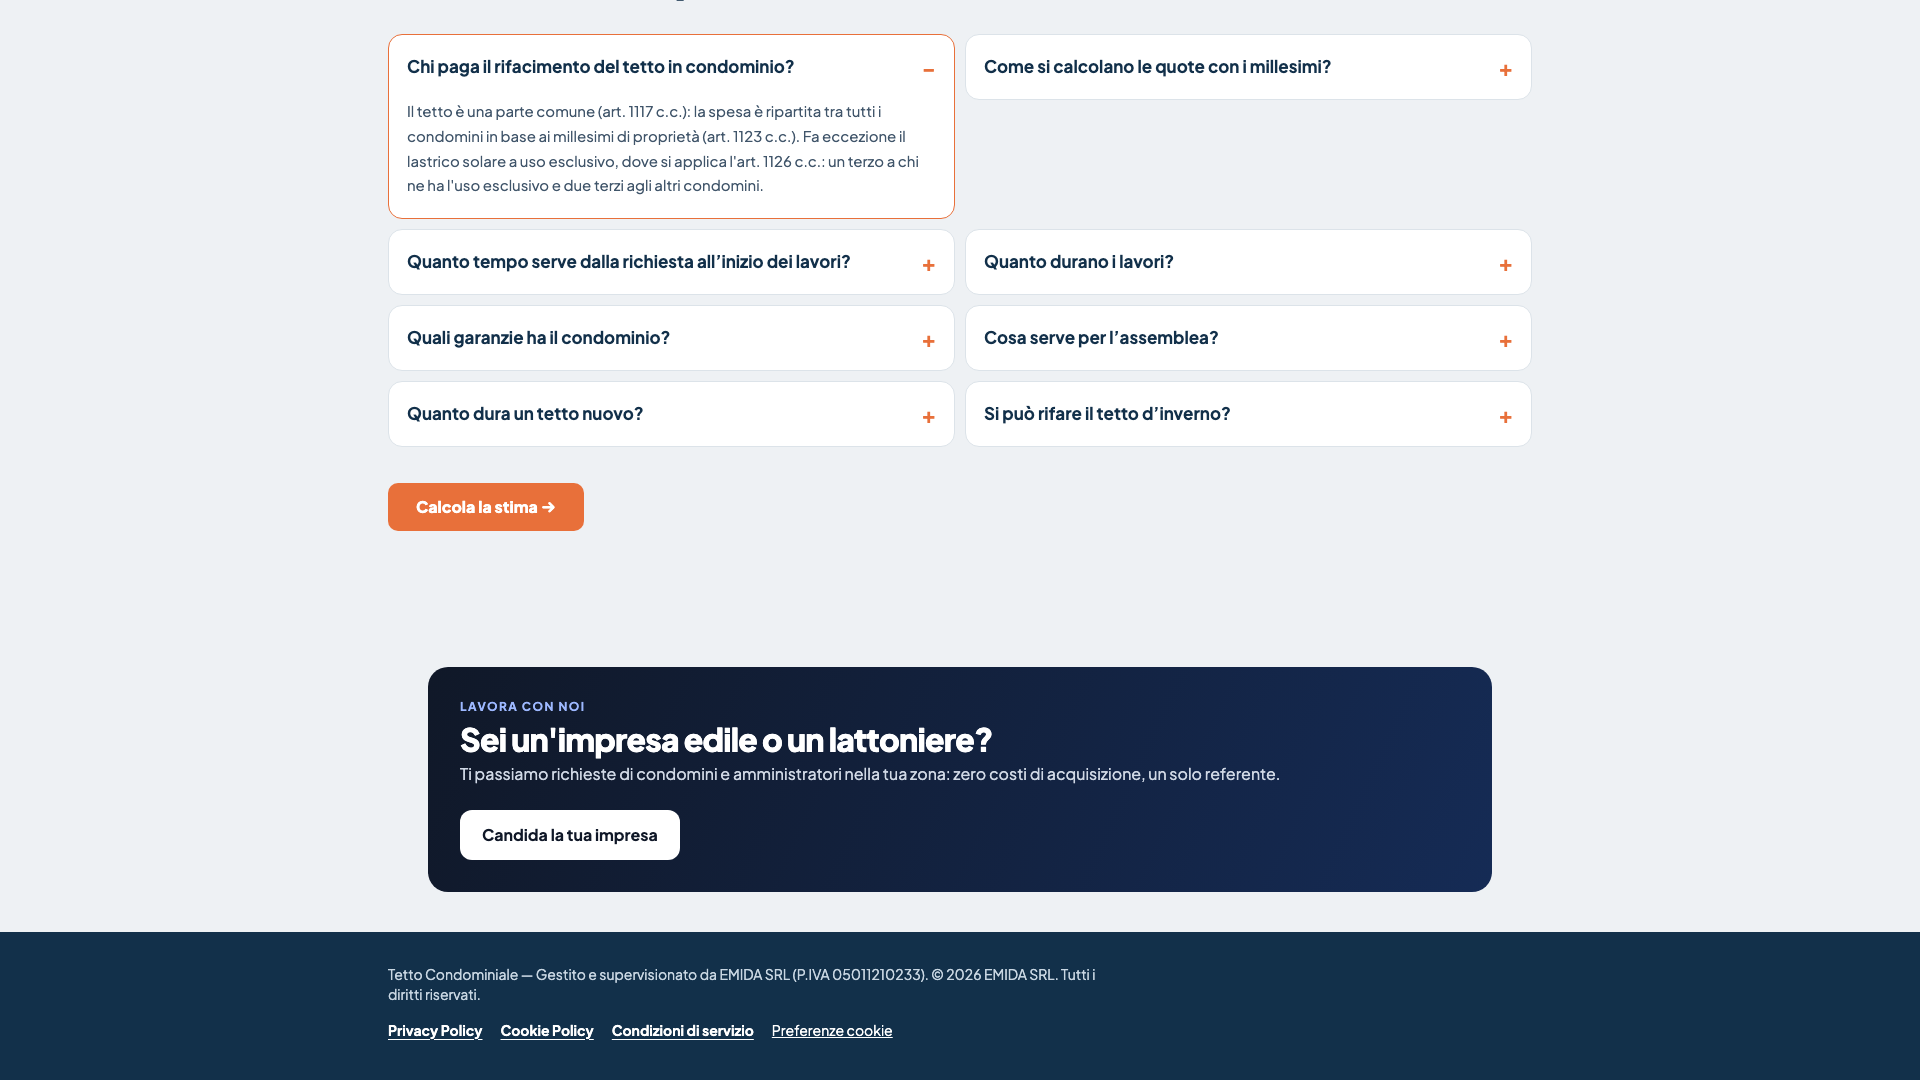 Chi paga il rifacimento del tetto in condominio?
−
Il tetto è una parte comune (art. 1117 c.c.): la spesa è ripartita tra tutti i
condomini in base ai millesimi di proprietà (art. 1123 c.c.). Fa eccezione il
lastrico solare a uso esclusivo, dove si applica l'art. 1126 c.c.: un terzo a chi
ne ha l'uso esclusivo e due terzi agli altri condomini.
Come si calcolano le quote con i millesimi?
+
Quanto tempo serve dalla richiesta all’inizio dei lavori?
+
Quanto durano i lavori?
+
Quali garanzie ha il condominio?
+
Cosa serve per l’assemblea?
+
Quanto dura un tetto nuovo?
+
Si può rifare il tetto d’inverno?
+
Calcola la stima →
LAVORA CON NOI
Sei un'impresa edile o un lattoniere?
Ti passiamo richieste di condomini e amministratori nella tua zona: zero costi di acquisizione, un solo referente.
Candida la tua impresa
Tetto Condominiale — Gestito e supervisionato da EMIDA SRL (P.IVA 05011210233). © 2026 EMIDA SRL. Tutti i
diritti riservati.
Privacy Policy Cookie Policy Condizioni di servizio Preferenze cookie